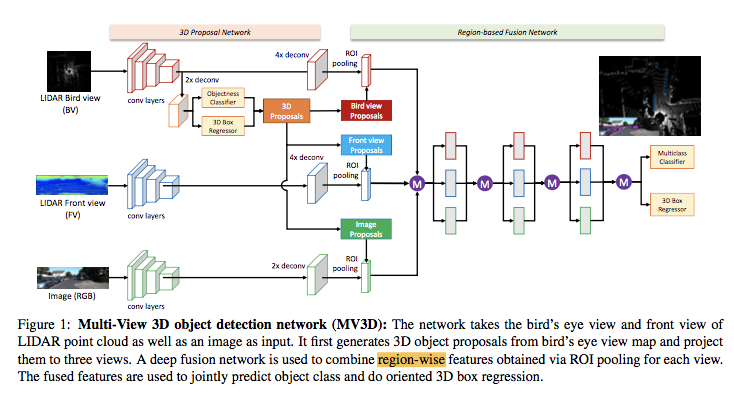 3D Proposal Network
Region-based Fusion Network
4x deconv
ROI
pooling
2x deconv
LIDAR Bird view
(BV)
conv layers
Objectness
Classifier
3D Box
Regressor
3D
Proposals
Bird view
Proposals
Front view
Proposals
4x deconv
ROI
pooling
LIDAR Front view
(FV)
conv layers
M
M
M
M
Multiclass
Classifier
3D Box
Regressor
Image
Proposals
2x deconv
ROI
pooling
Image (RGB)
conv layers
Figure 1: Multi-View 3D object detection network (MV3D): The network takes the bird's eye view and front view of
LIDAR point cloud as well as an image as input. It first generates 3D object proposals from bird's eye view map and project
them to three views. A deep fusion network is used to combine region-wise features obtained via ROI pooling for each view.
The fused features are used to jointly predict object class and do oriented 3D box regression.